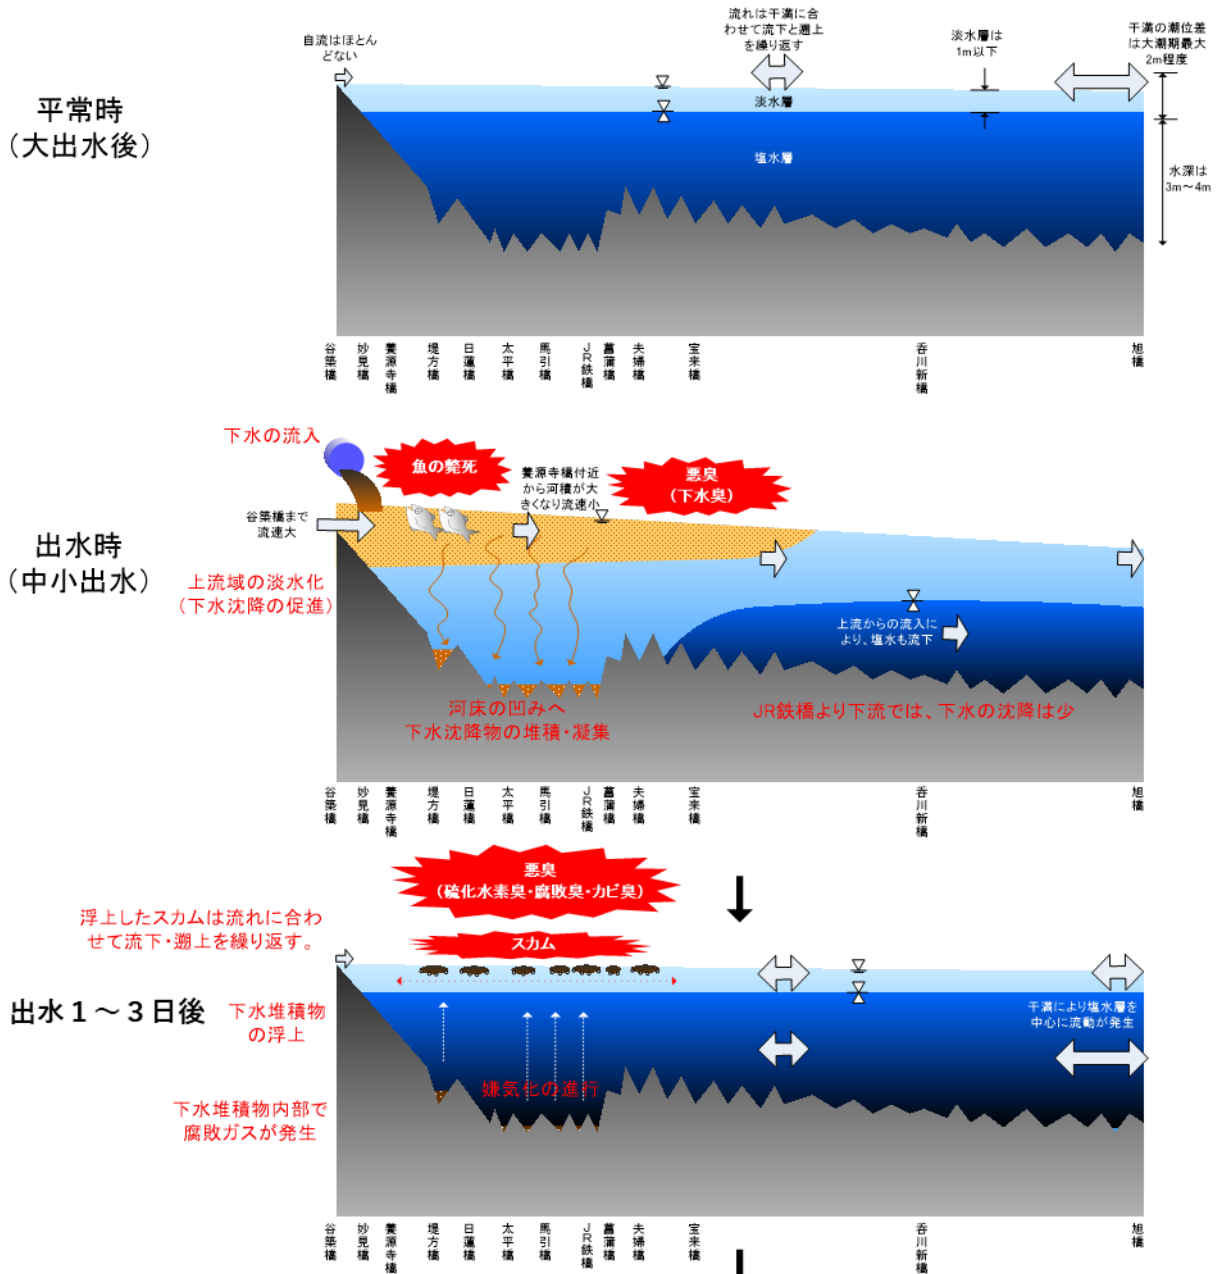 自流はほとん
どない
流れは干満に合
わせて流下と遡上
を繰り返す
淡水層は
1m以下
干満の潮位差
は大潮期最大
2m程度
平常時
（大出水後）
淡水層
塩水層
水深は
3m～4m
谷築橋
妙見橋
養源寺橋
堤方橋
日蓮橋
太平橋
馬引橋
JR鉄橋
菖蒲橋
夫婦橋
宝来橋
呑川新橋
旭橋
下水の流入
魚の斃死
養源寺橋付近
から河積が大
きくなり流速小
悪臭
（下水臭）
谷築橋まで
流速大
出水時
（中小出水）
上流域の淡水化
（下水沈降の促進）
上流からの流入に
より、塩水も流下
河床の凹みへ
下水沈降物の堆積・凝集
JR鉄橋より下流では、下水の沈降は少
谷築橋
妙見橋
養源寺橋
堤方橋
日蓮橋
太平橋
馬引橋
JR鉄橋
菖蒲橋
夫婦橋
宝来橋
呑川新橋
旭橋
悪臭
（硫化水素臭・腐敗臭・カビ臭）
浮上したスカムは流れに合わ
せて流下・遡上を繰り返す。
スカム
出水１～３日後
下水堆積物
の浮上
干満により塩水層を
中心に流動が発生
嫌気化の進行
下水堆積物内部で
腐敗ガスが発生
谷築橋
妙見橋
養源寺橋
堤方橋
日蓮橋
太平橋
馬引橋
JR鉄橋
菖蒲橋
夫婦橋
宝来橋
呑川新橋
旭橋